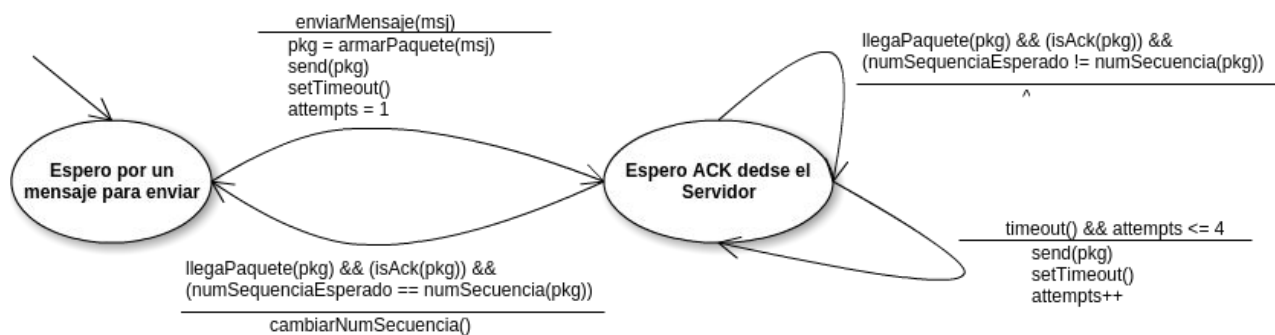 enviarMensaje(msj)
pkg = armarPaquete(msj)
send(pkg)
setTimeout()
attempts = 1
llegaPaquete(pkg) && (isAck(pkg)) &&
(numSequenciaEsperado != numSecuencia(pkg))
^
Espero por un
mensaje para enviar
Espero ACK dedse el
Servidor
timeout() && attempts <= 4
send(pkg)
setTimeout()
attempts++
llegaPaquete(pkg) && (isAck(pkg)) &&
(numSequenciaEsperado == numSecuencia(pkg))
cambiarNumSecuencia()